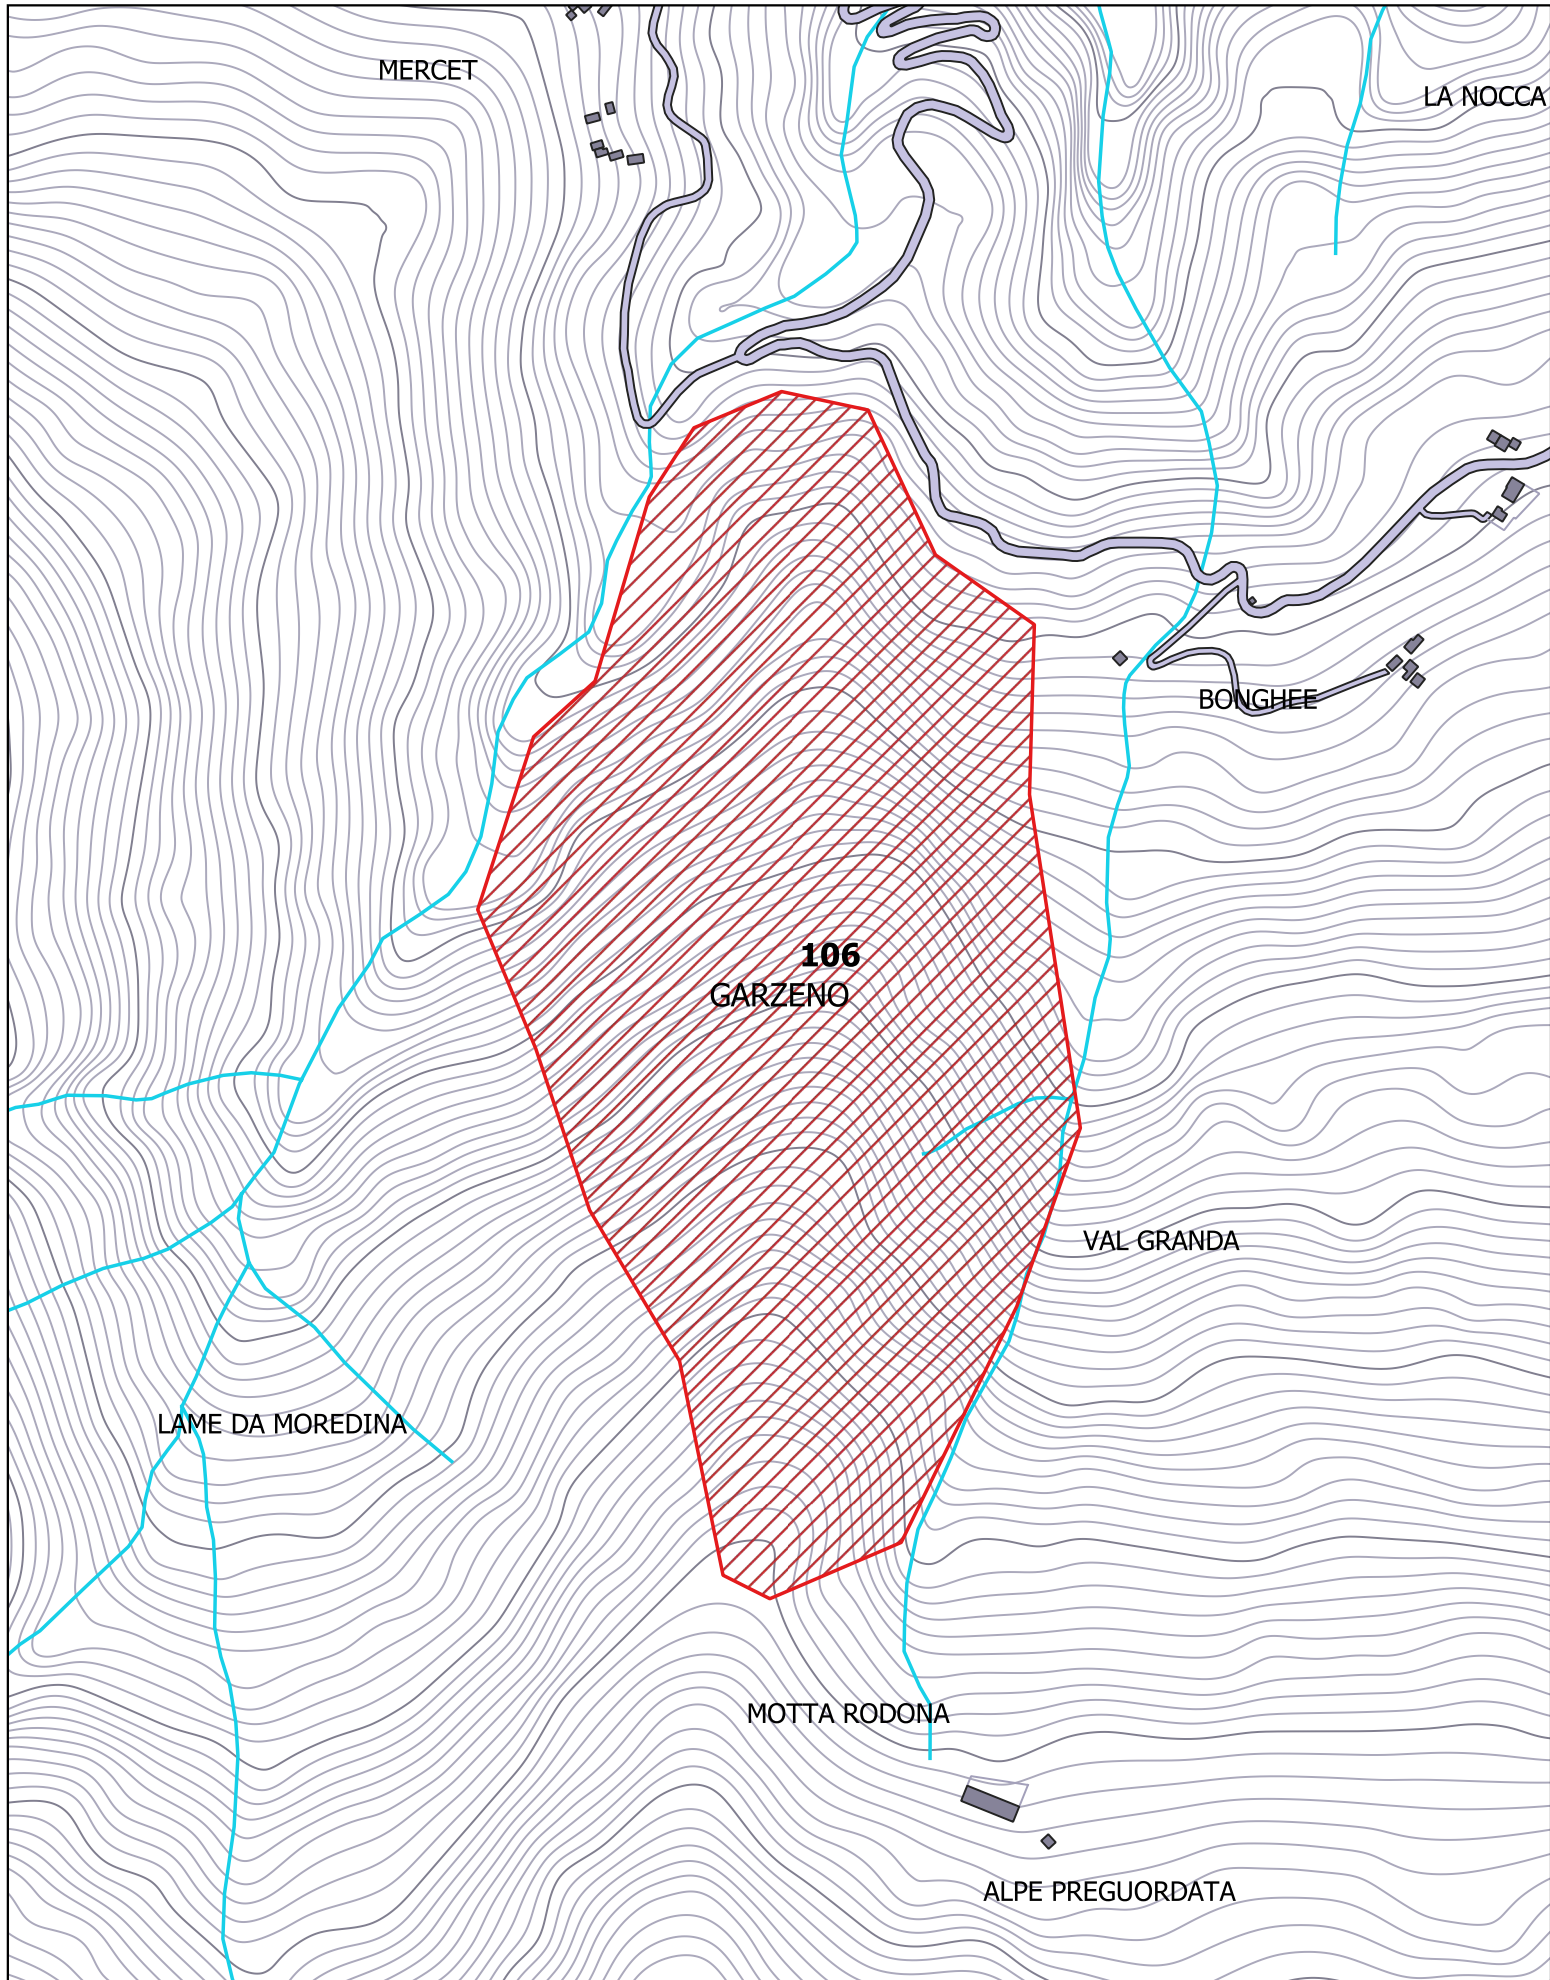 MERCET
LA NOCCA
BONGHEE
106
GARZENO
VAL GRANDA
LAME DA MOREDINA
MOTTA RODONA
ALPE PREGUORDATA